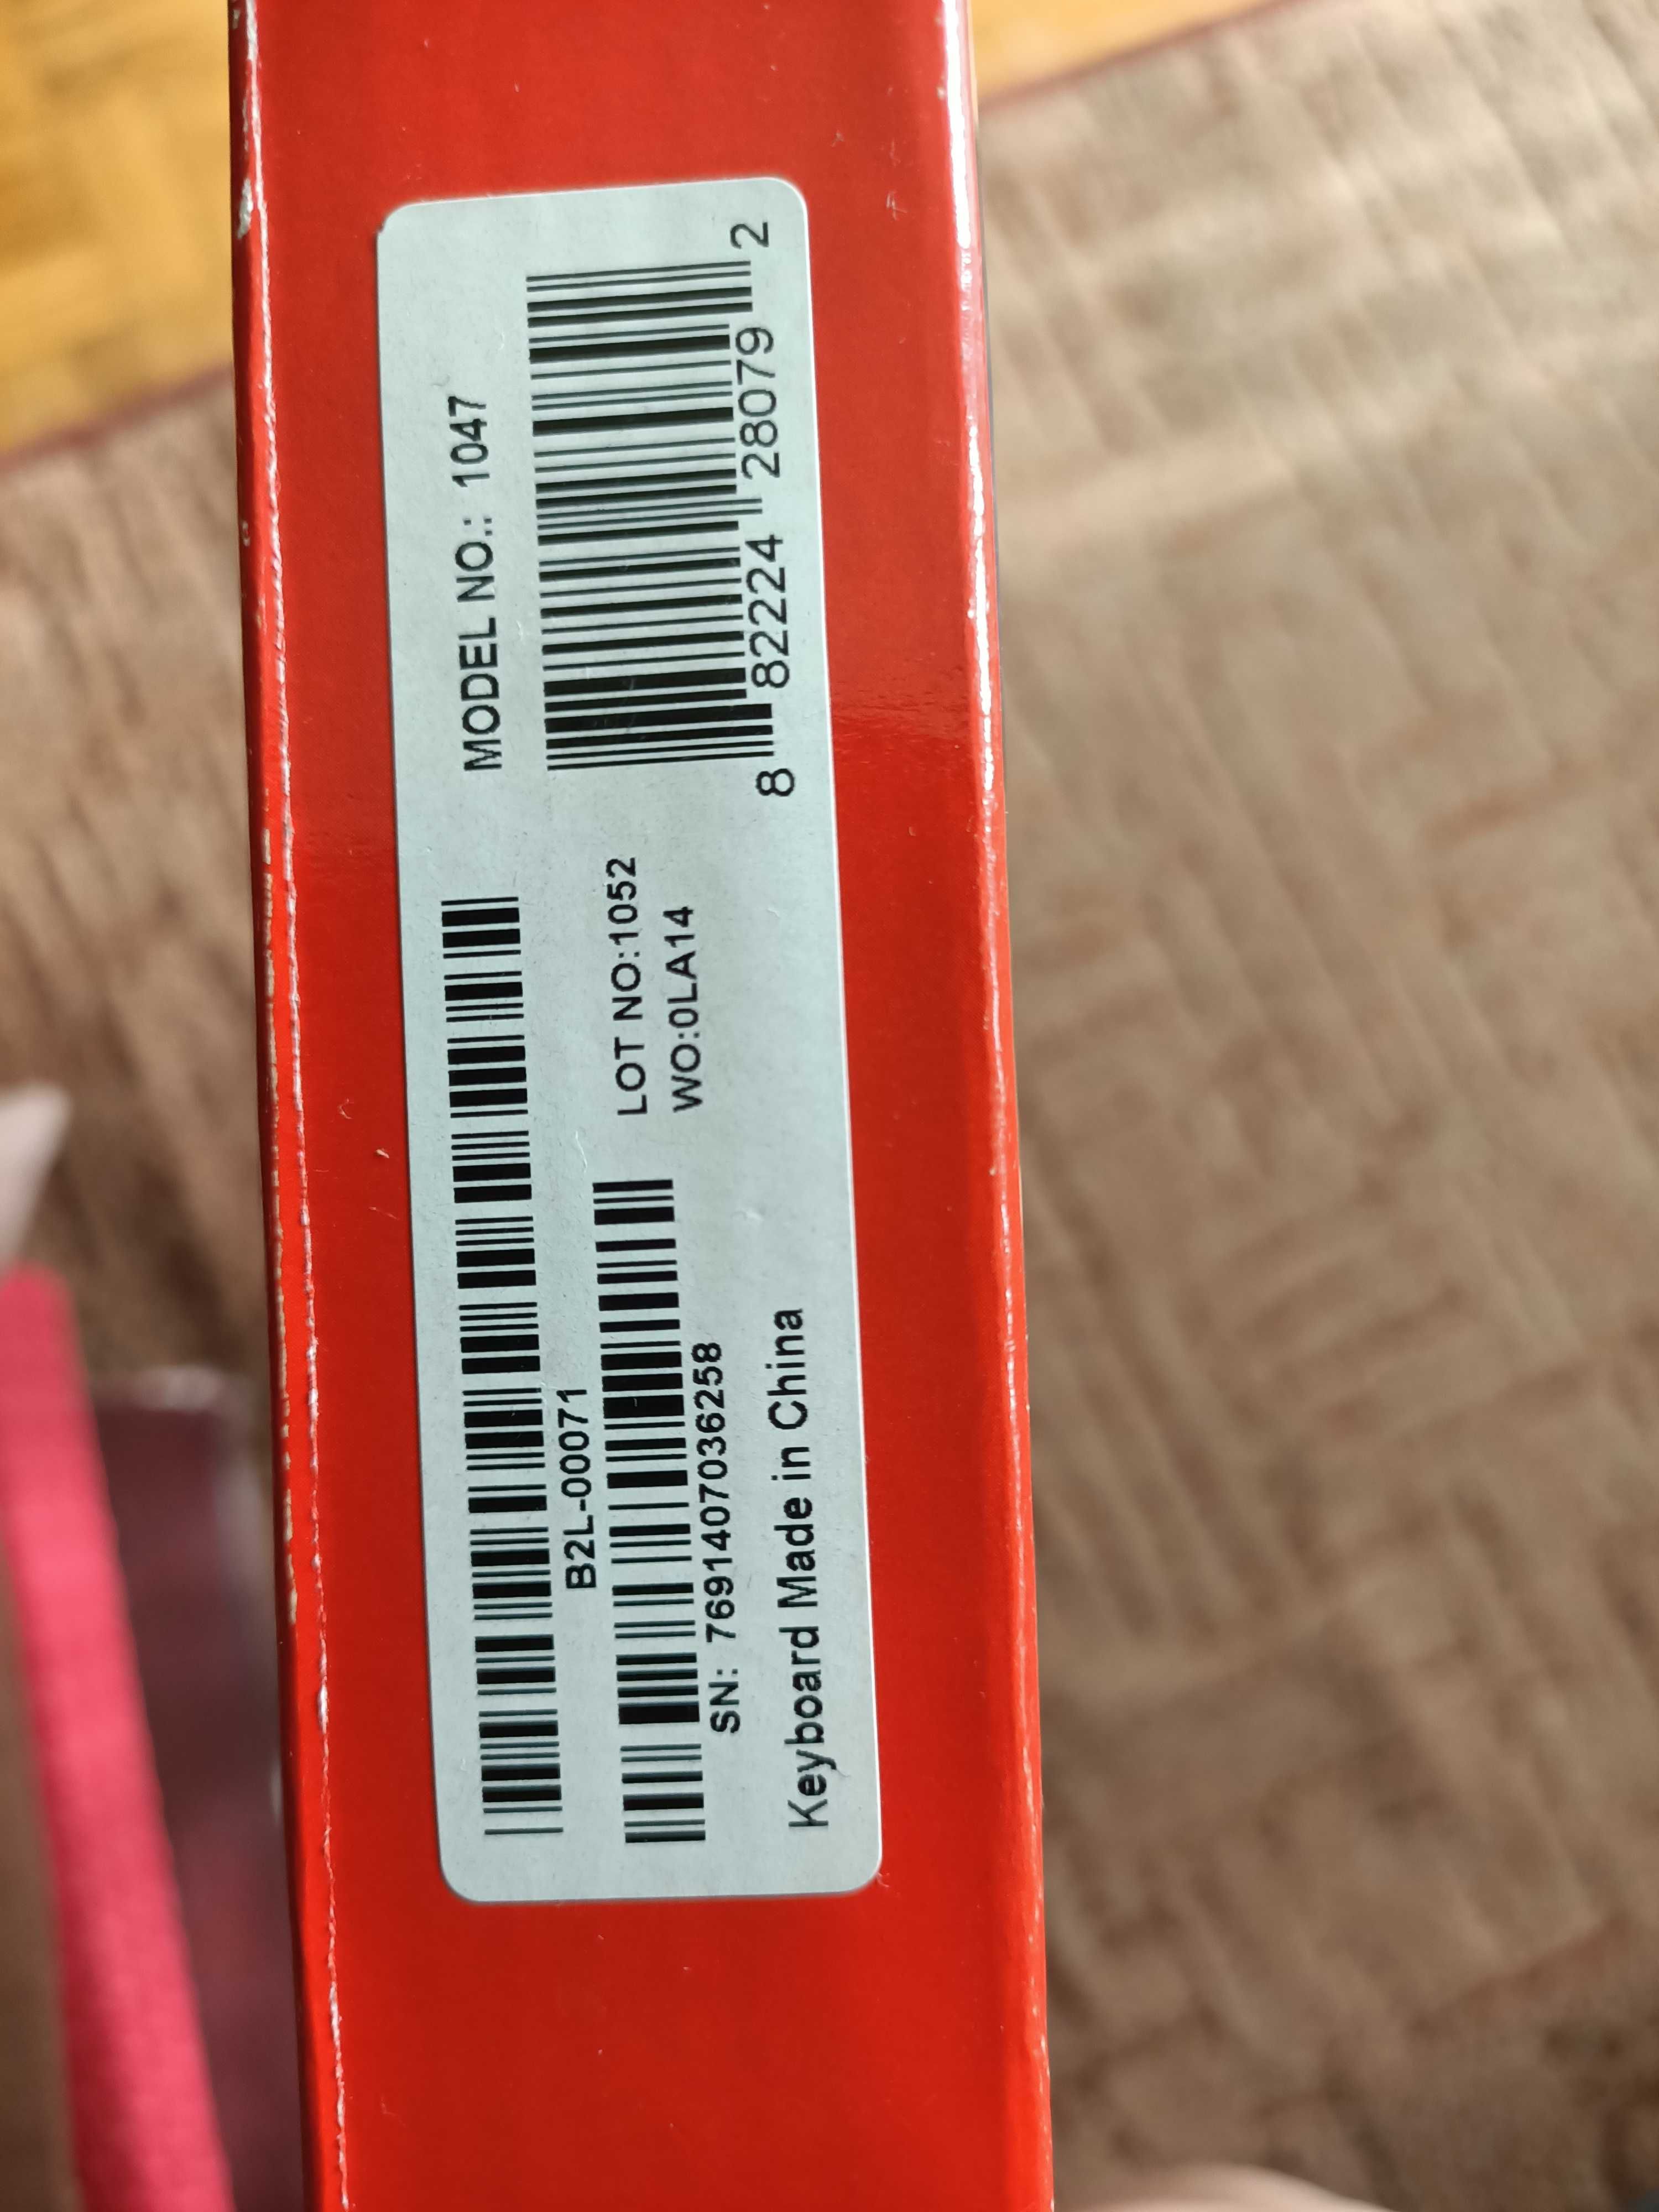 B2L-00071
MODEL NO.: 1047
SN: 7691407036258
LOT NO:1052
WO:0LA14
8 82224 28079 2
Keyboard Made in China